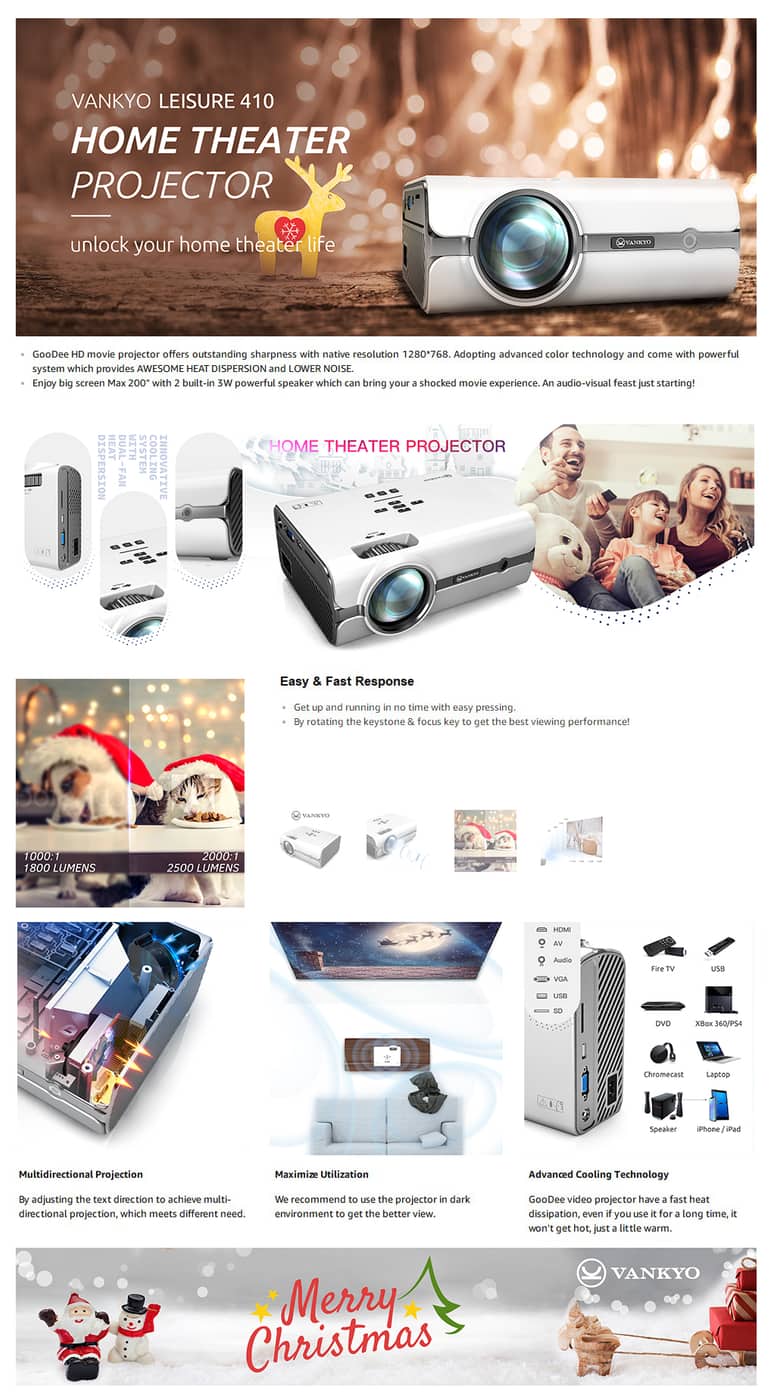 VANKYO LEISURE 410
HOME THEATER
PROJECTOR
unlock your home theater life
VANKYO
GooDee HD movie projector offers outstanding sharpness with native resolution 1280*768. Adopting advanced color technology and come with powerful
system which provides AWESOME HEAT DISPERSION and LOWER NOISE.
Enjoy big screen Max 200" with 2 built-in 3W powerful speaker which can bring your a shocked movie experience. An audio-visual feast just starting!
INNOVATIVE
COOLING
SYSTEM
WITH
DUAL-FAN
HEAT
DISPERSION
HOME THEATER PROJECTOR
VANKYO
Easy & Fast Response
Get up and running in no time with easy pressing.
By rotating the keystone & focus key to get the best viewing performance!
1000:1
1800 LUMENS
2000:1
2500 LUMENS
VANKYO
HDMI
AV
Audio
VGA
USB
SD
Fire TV
USB
DVD
XBox 360/PS4
Chromecast
Laptop
Speaker
iPhone / iPad
Multidirectional Projection
By adjusting the text direction to achieve multi-
directional projection, which meets different need.
Maximize Utilization
We recommend to use the projector in dark
environment to get the better view.
Advanced Cooling Technology
GooDee video projector have a fast heat
dissipation, even if you use it for a long time, it
won't get hot, just a little warm.
Merry
Christmas
VANKYO